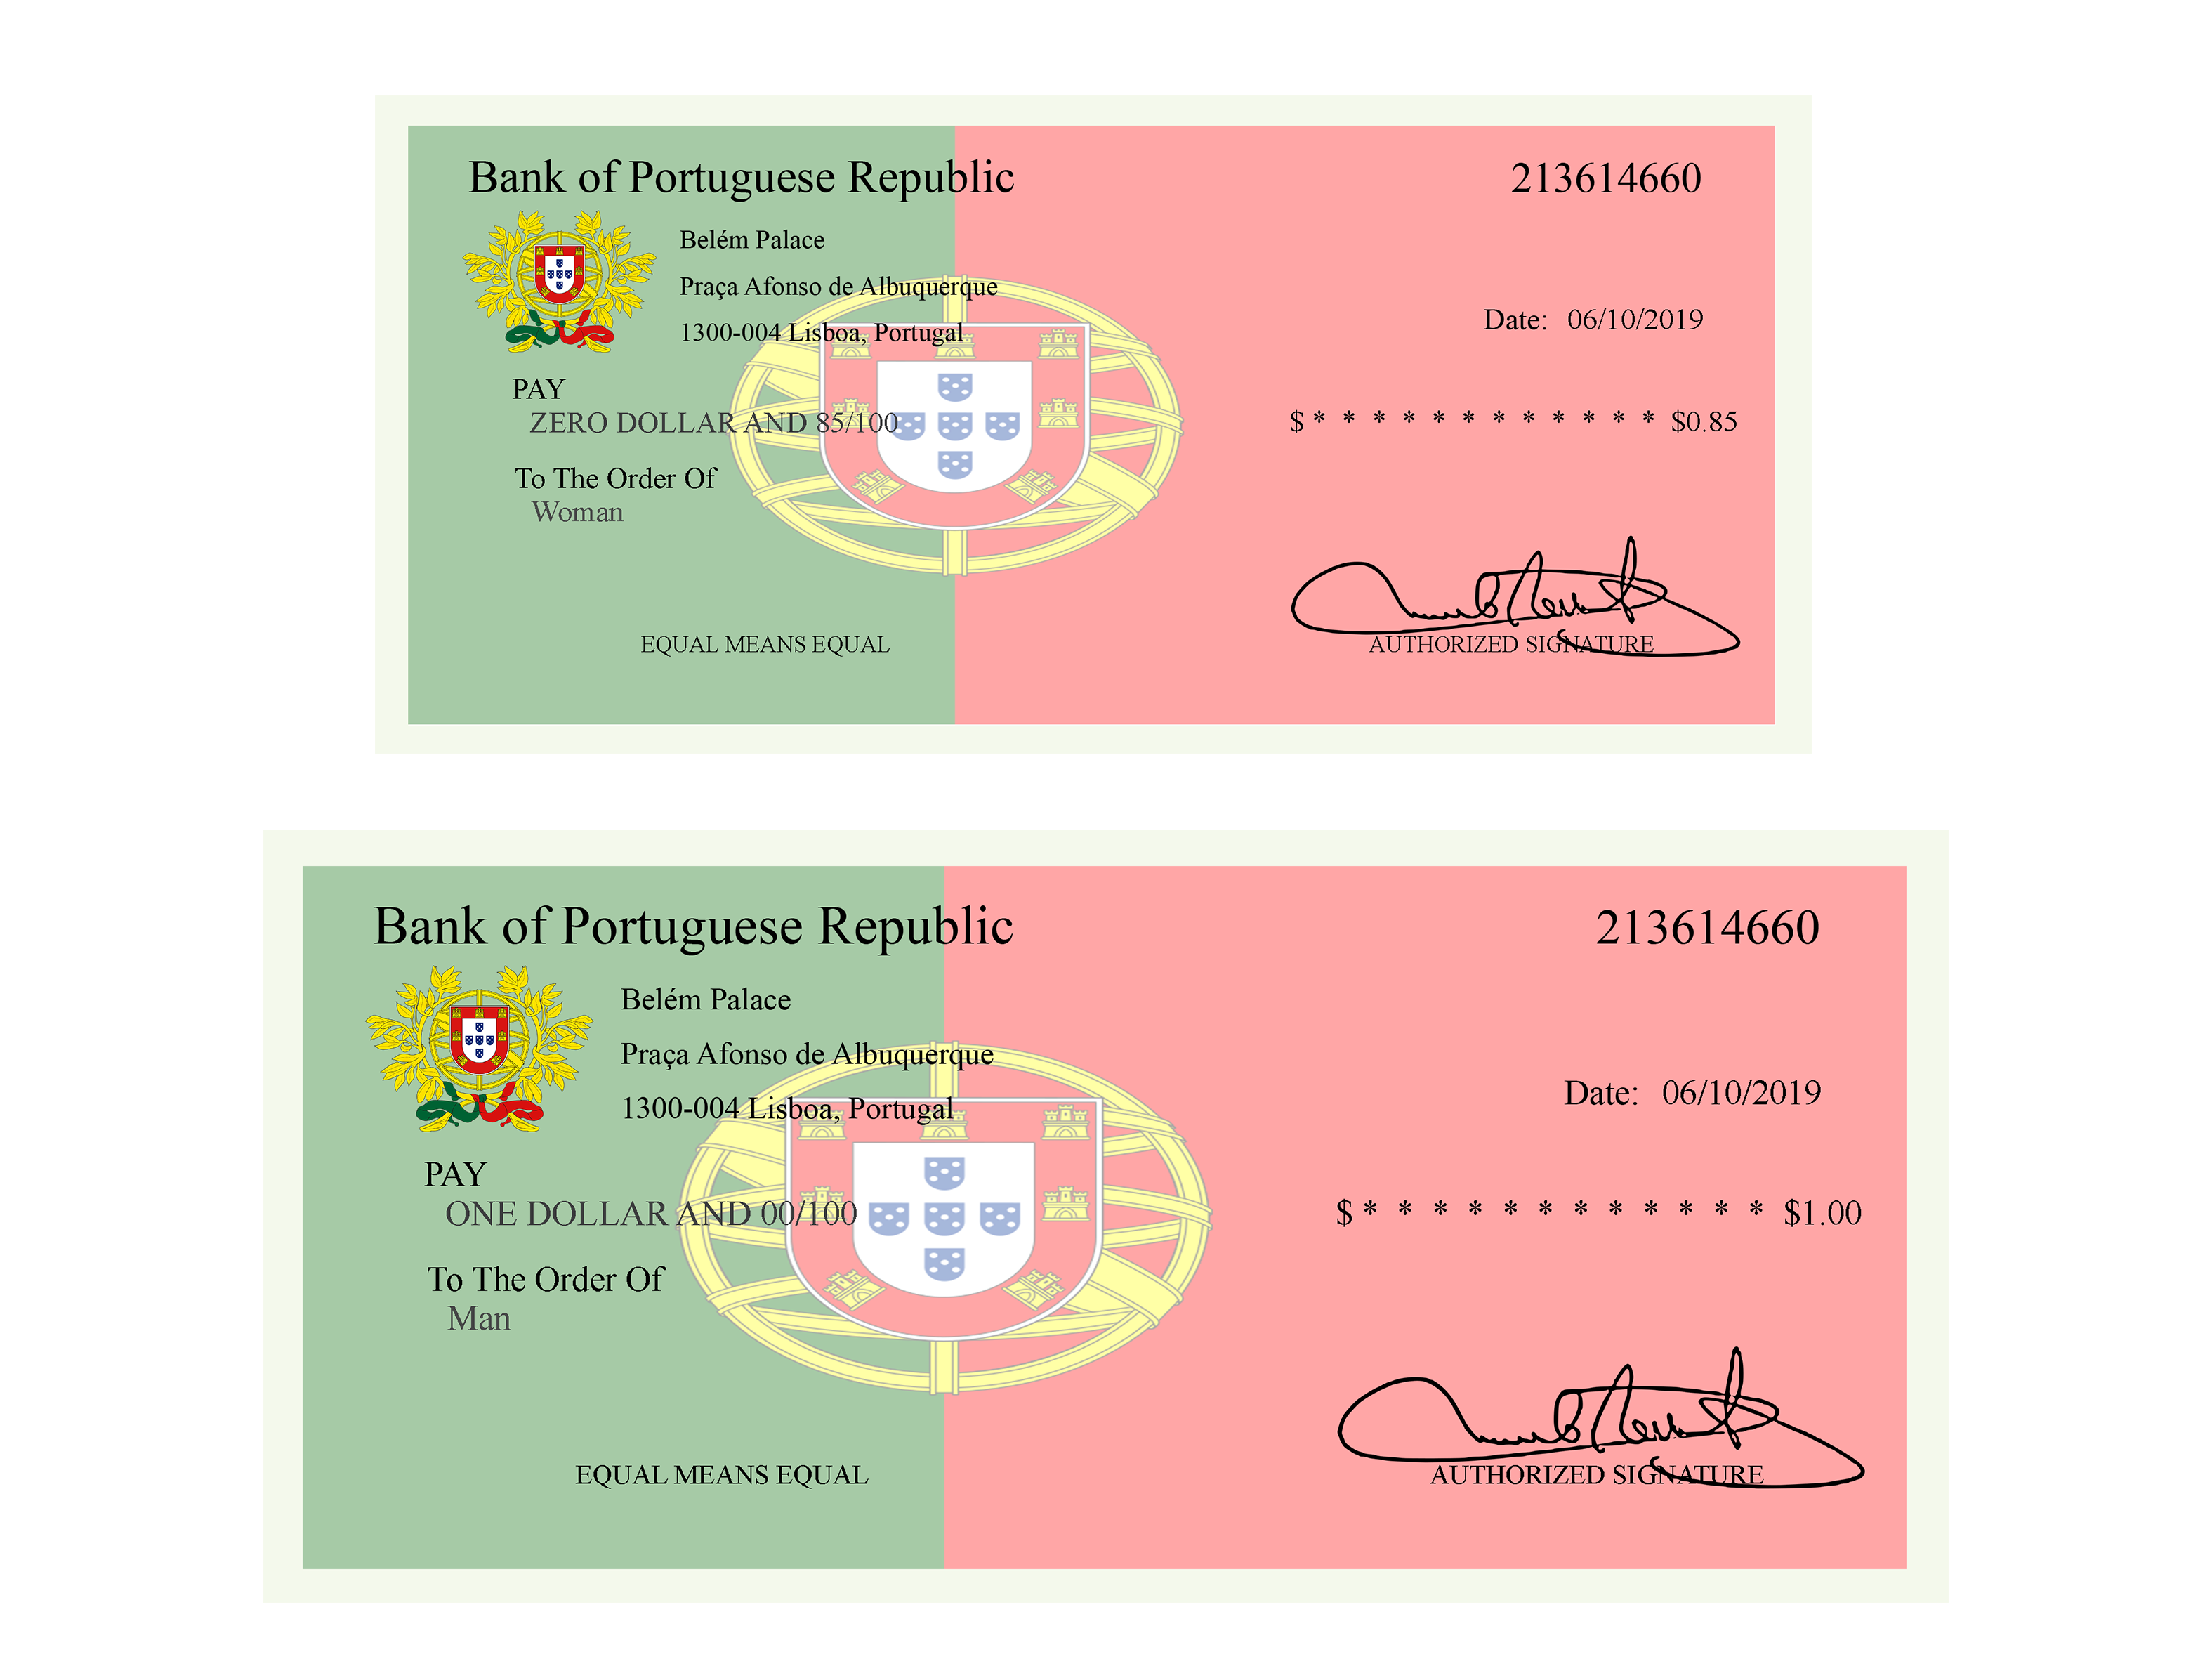 Bank of Portuguese Republic 213614660
Belém Palace
Praça Afonso de Albuquerque
1300-004 Lisboa, Portugal
Date: 06/10/2019
PAY
ZERO DOLLAR AND 85/100 $ * * * * * * * * * * * * $0.85
To The Order Of
Woman
EQUAL MEANS EQUAL AUTHORIZED SIGNATURE
Bank of Portuguese Republic 213614660
Belém Palace
Praça Afonso de Albuquerque
1300-004 Lisboa, Portugal
Date: 06/10/2019
PAY
ONE DOLLAR AND 00/100 $ * * * * * * * * * * * * $1.00
To The Order Of
Man
EQUAL MEANS EQUAL AUTHORIZED SIGNATURE